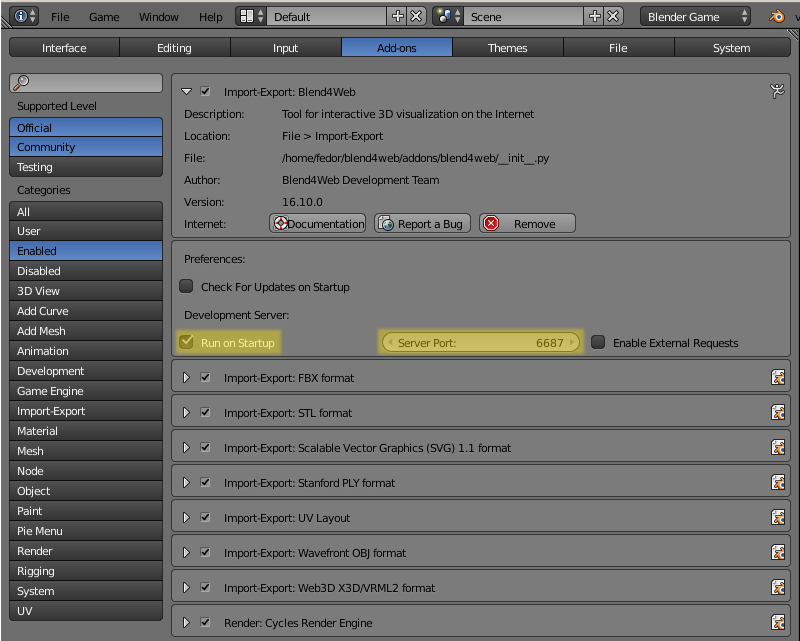 File Game Window Help Default Scene Blender Game
Interface Editing Input Add-ons Themes File System
Supported Level
Official
Community
Testing
Categories
All
User
Enabled
Disabled
3D View
Add Curve
Add Mesh
Animation
Development
Game Engine
Import-Export
Material
Mesh
Node
Object
Paint
Pie Menu
Render
Rigging
System
UV
Import-Export: Blend4Web
Description: Tool for interactive 3D visualization on the Internet
Location: File > Import-Export
File: /home/fedor/blend4web/addons/blend4web/__init__.py
Author: Blend4Web Development Team
Version: 16.10.0
Internet: Documentation Report a Bug Remove
Preferences:
Check For Updates on Startup
Development Server:
Run on Startup Server Port: 6687 Enable External Requests
Import-Export: FBX format
Import-Export: STL format
Import-Export: Scalable Vector Graphics (SVG) 1.1 format
Import-Export: Stanford PLY format
Import-Export: UV Layout
Import-Export: Wavefront OBJ format
Import-Export: Web3D X3D/VRML2 format
Render: Cycles Render Engine